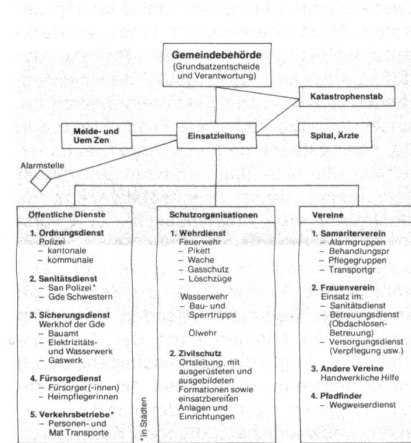 Gemeindebehörde
(Grundsatzentscheide
und Verantwortung)
Katastrophenstab
Melde- und
Uem Zen
Einsatzleitung
Spital, Ärzte
Alarmstelle
Öffentliche Dienste
1. Ordnungsdienst
Polizei
– kantonale
– kommunale
2. Sanitätsdienst
– San Polizei*
– Gde Schwestern
3. Sicherungsdienst
Werkhof der Gde
– Bauamt
– Elektrizitäts-
und Wasserwerk
– Gaswerk
4. Fürsorgedienst
– Fürsorger(-innen)
– Heimpflegerinnen
5. Verkehrsbetriebe*
– Personen- und
Mat Transporte
* in Städten
Schutzorganisationen
1. Wehrdienst
Feuerwehr
– Pikett
– Wache
– Gasschutz
– Löschzüge
Wasserwehr
– Bau- und
Sperrtrupps
Ölwehr
2. Zivilschutz
Ortsleitung, mit
ausgerüsteten und
ausgebildeten
Formationen sowie
einsatzbereifen
Anlagen und
Einrichtungen
Vereine
1. Samariterverein
– Alarmgruppen
– Behandlungspr
– Pflegegruppen
– Transportgr
2. Frauenverein
Einsatz im:
– Sanitätsdienst
– Betreuungsdienst
(Obdachlosen-
Betreuung)
– Versorgungsdienst
(Verpflegung usw.)
3. Andere Vereine
Handwerkliche Hilfe
4. Pfadfinder
– Wegweiserdienst